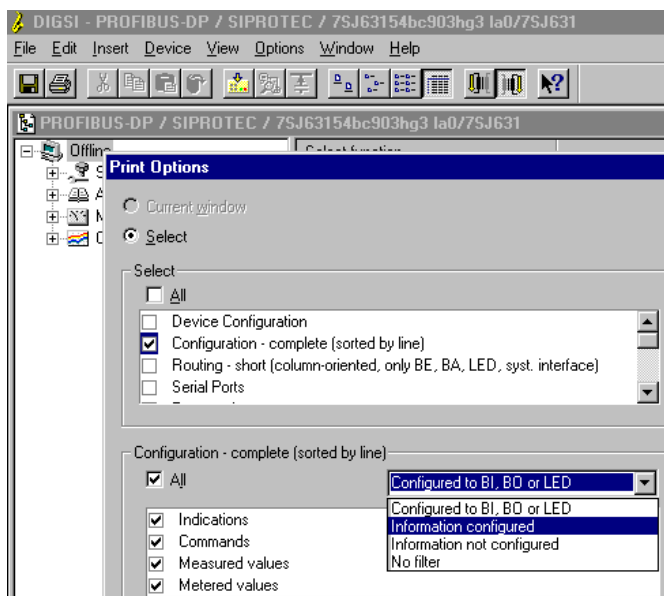 DIGSI - PROFIBUS-DP / SIPROTEC / 7SJ63154bc903hg3 la0/7SJ631
File Edit Insert Device View Options Window Help
PROFIBUS-DP / SIPROTEC / 7SJ63154bc903hg3 la0/7SJ631
Offline
Print Options
Current window
Select
Select
All
Device Configuration
Configuration - complete (sorted by line)
Routing - short (column-oriented, only BE, BA, LED, syst. interface)
Serial Ports
Configuration - complete (sorted by line)
All
Configured to BI, BO or LED
Configured to BI, BO or LED
Information configured
Information not configured
No filter
Indications
Commands
Measured values
Metered values